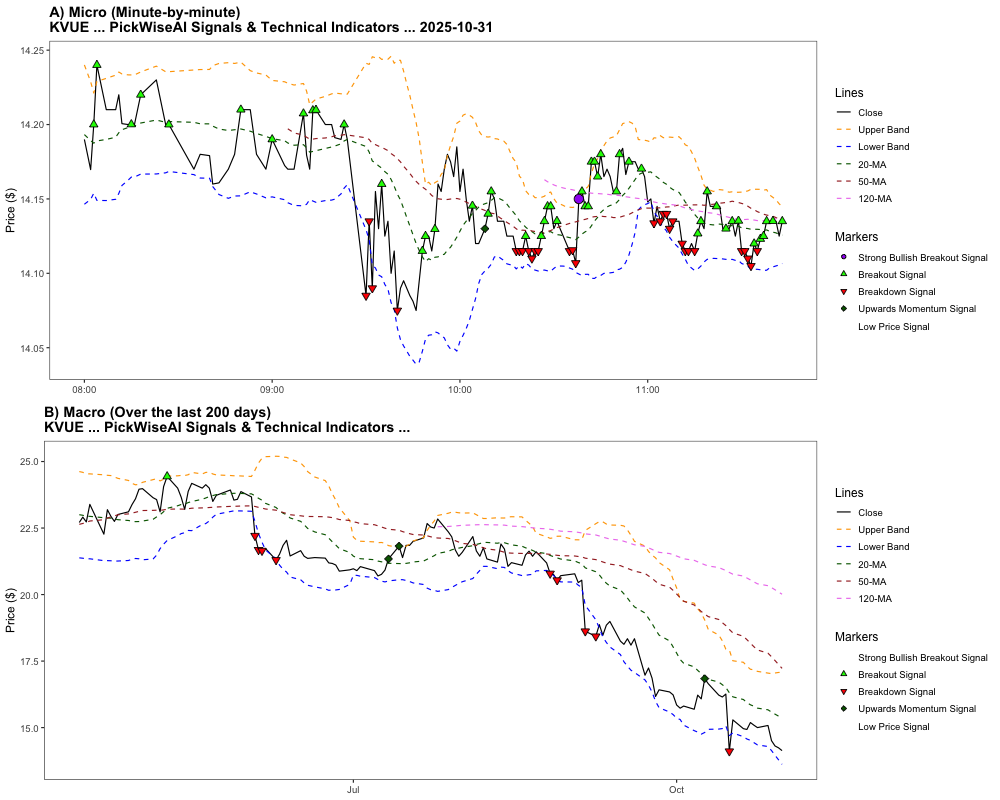 A) Micro (Minute-by-minute)
KVUE ... PickWiseAI Signals & Technical Indicators ... 2025-10-31
Price ($)
14.25
14.20
14.15
14.10
14.05
08:00
09:00
10:00
11:00
Lines
Close
Upper Band
Lower Band
20-MA
50-MA
120-MA
Markers
Strong Bullish Breakout Signal
Breakout Signal
Breakdown Signal
Upwards Momentum Signal
Low Price Signal
B) Macro (Over the last 200 days)
KVUE ... PickWiseAI Signals & Technical Indicators ...
Price ($)
25.0
22.5
20.0
17.5
15.0
Jul
Oct
Lines
Close
Upper Band
Lower Band
20-MA
50-MA
120-MA
Markers
Strong Bullish Breakout Signal
Breakout Signal
Breakdown Signal
Upwards Momentum Signal
Low Price Signal